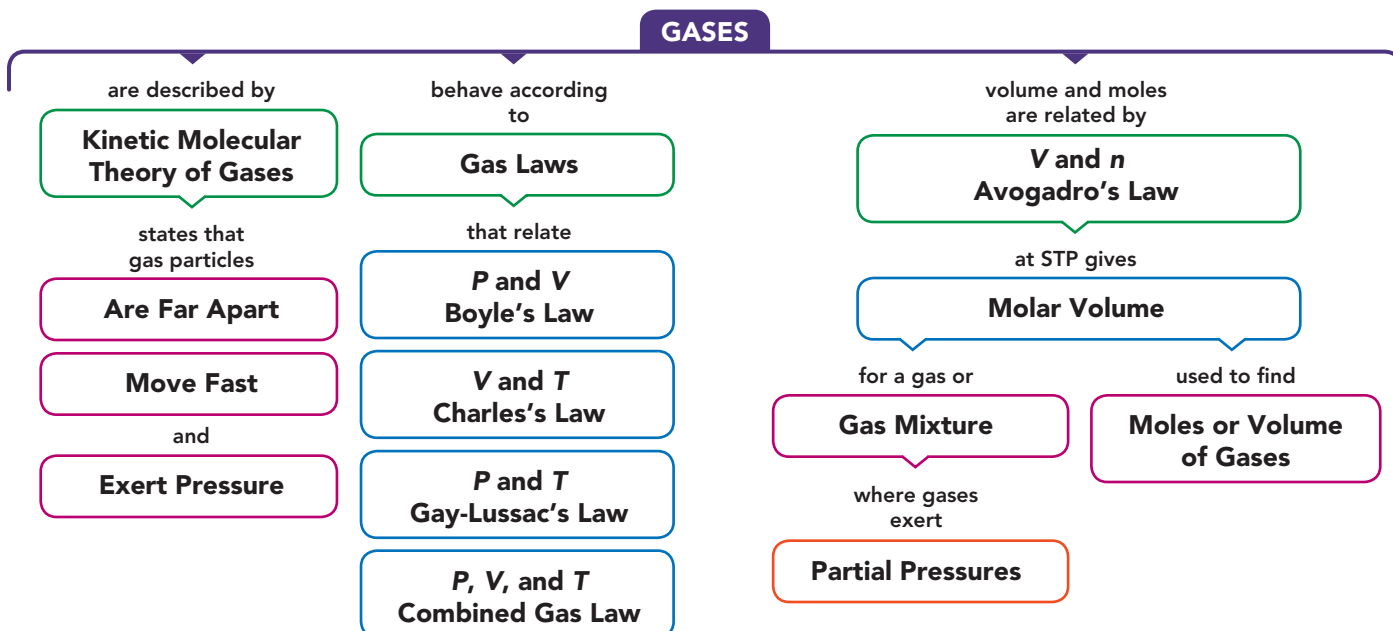 GASES
are described by
Kinetic Molecular
Theory of Gases
states that
gas particles
Are Far Apart
Move Fast
and
Exert Pressure
behave according
to
Gas Laws
that relate
P and V
Boyle's Law
V and T
Charles's Law
P and T
Gay-Lussac's Law
P, V, and T
Combined Gas Law
volume and moles
are related by
V and n
Avogadro's Law
at STP gives
Molar Volume
for a gas or
Gas Mixture
where gases
exert
Partial Pressures
used to find
Moles or Volume
of Gases